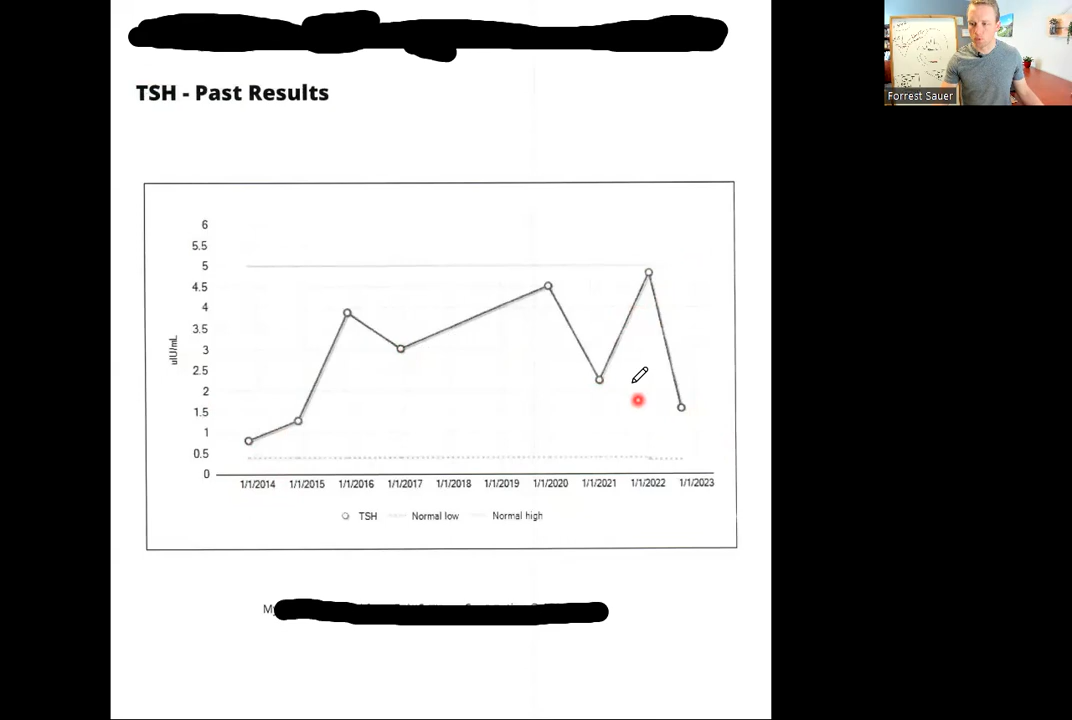 Forrest Sauer
TSH - Past Results
6
5.5
5
4.5
4
3.5
3
2.5
2
1.5
1
0.5
0
uIU/mL
1/1/2014 1/1/2015 1/1/2016 1/1/2017 1/1/2018 1/1/2019 1/1/2020 1/1/2021 1/1/2022 1/1/2023
TSH Normal low Normal high